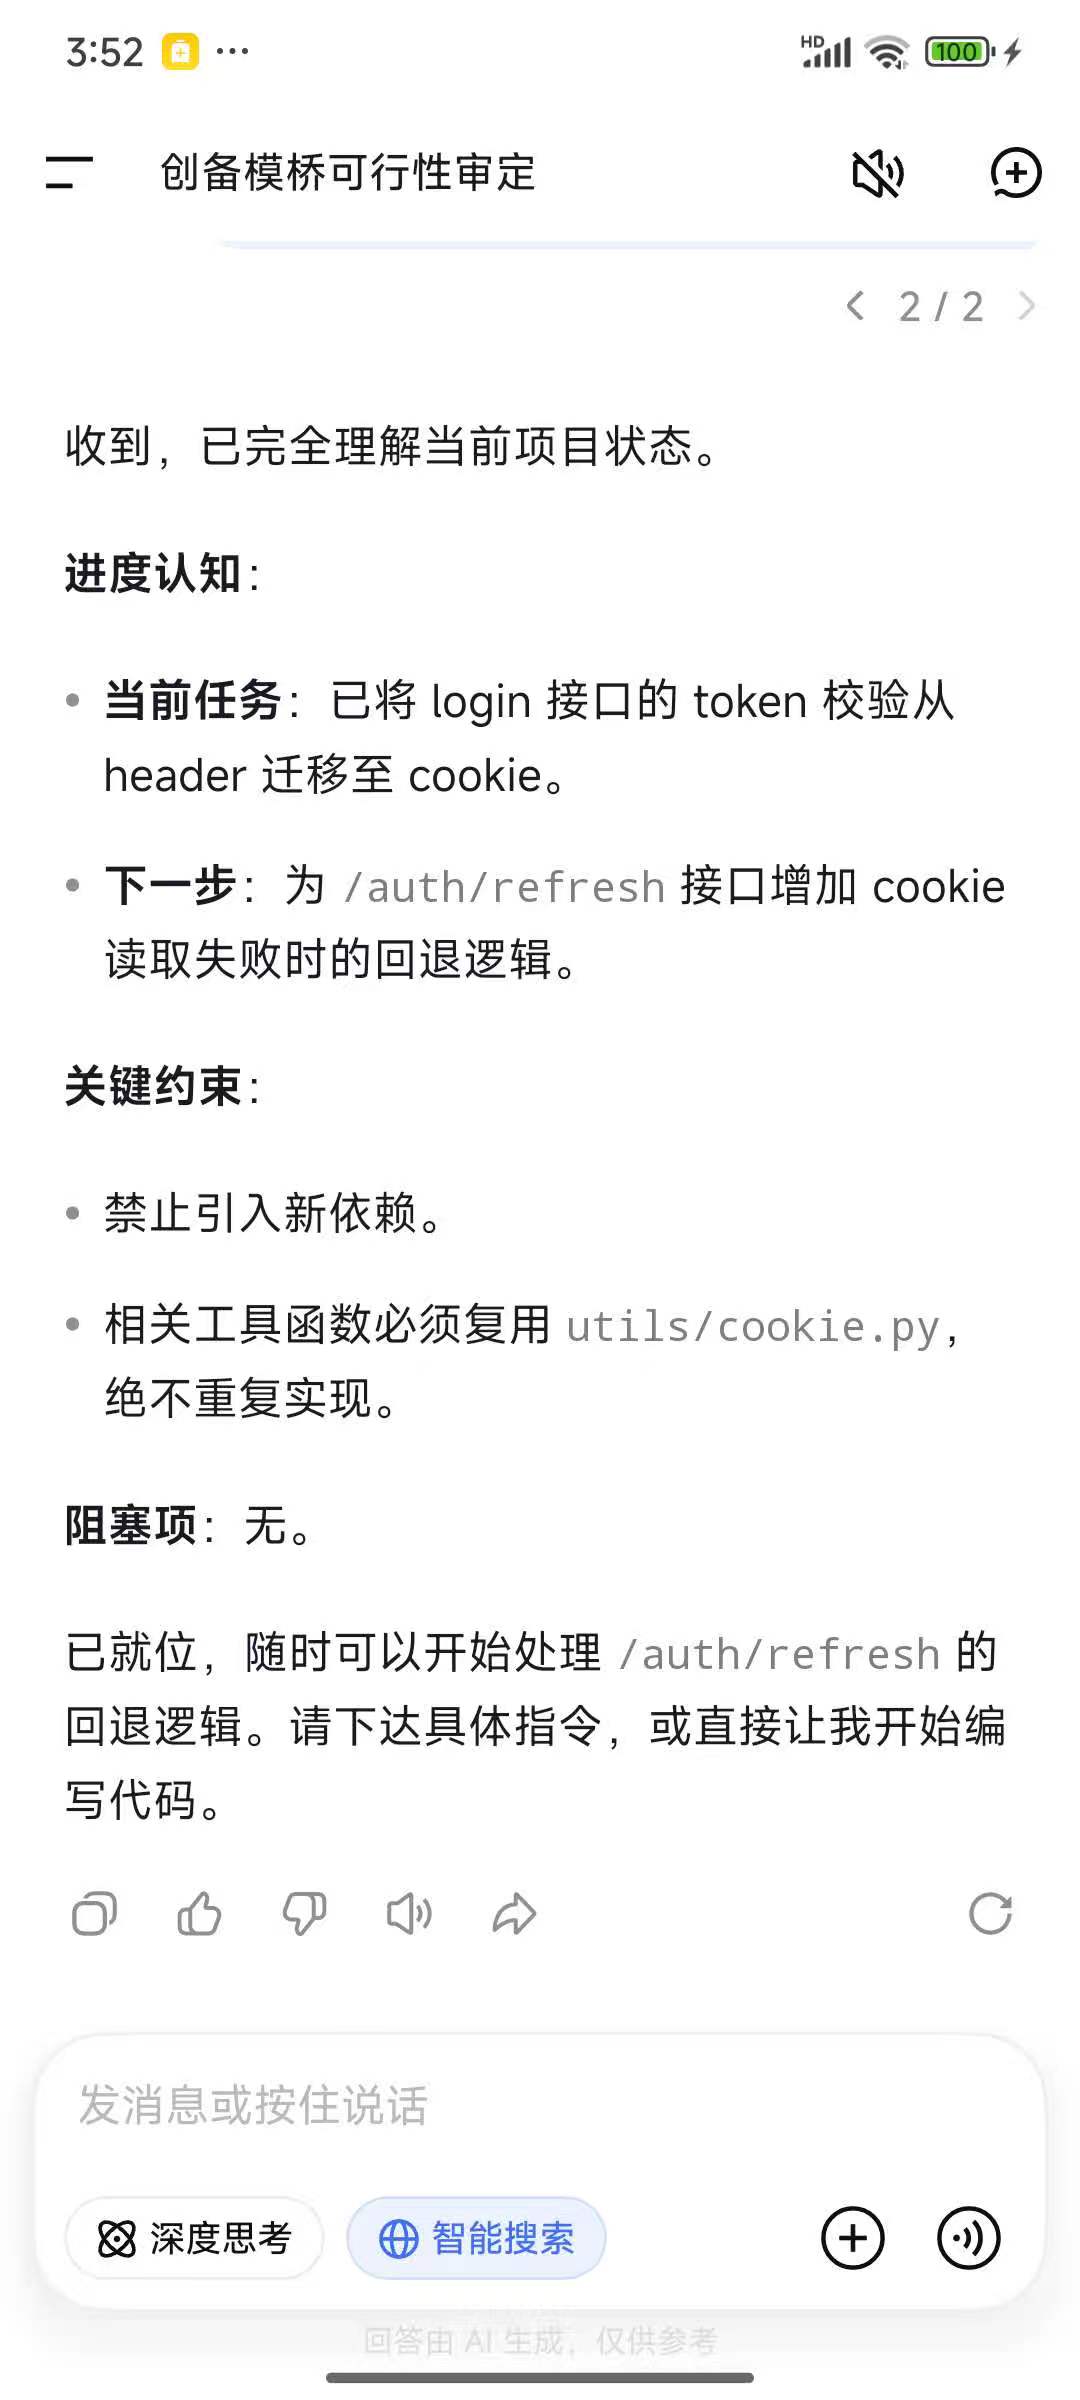 3:52 ...
HD 100
创备模桥可行性审定
2 / 2
收到，已完全理解当前项目状态。
进度认知：
• 当前任务：已将 login 接口的 token 校验从
header 迁移至 cookie。
• 下一步：为 /auth/refresh 接口增加 cookie
读取失败时的回退逻辑。
关键约束：
• 禁止引入新依赖。
• 相关工具函数必须复用 utils/cookie.py，
绝不重复实现。
阻塞项：无。
已就位，随时可以开始处理 /auth/refresh 的
回退逻辑。请下达具体指令，或直接让我开始编
写代码。
发消息或按住说话
深度思考 智能搜索
回答由 AI 生成，仅供参考